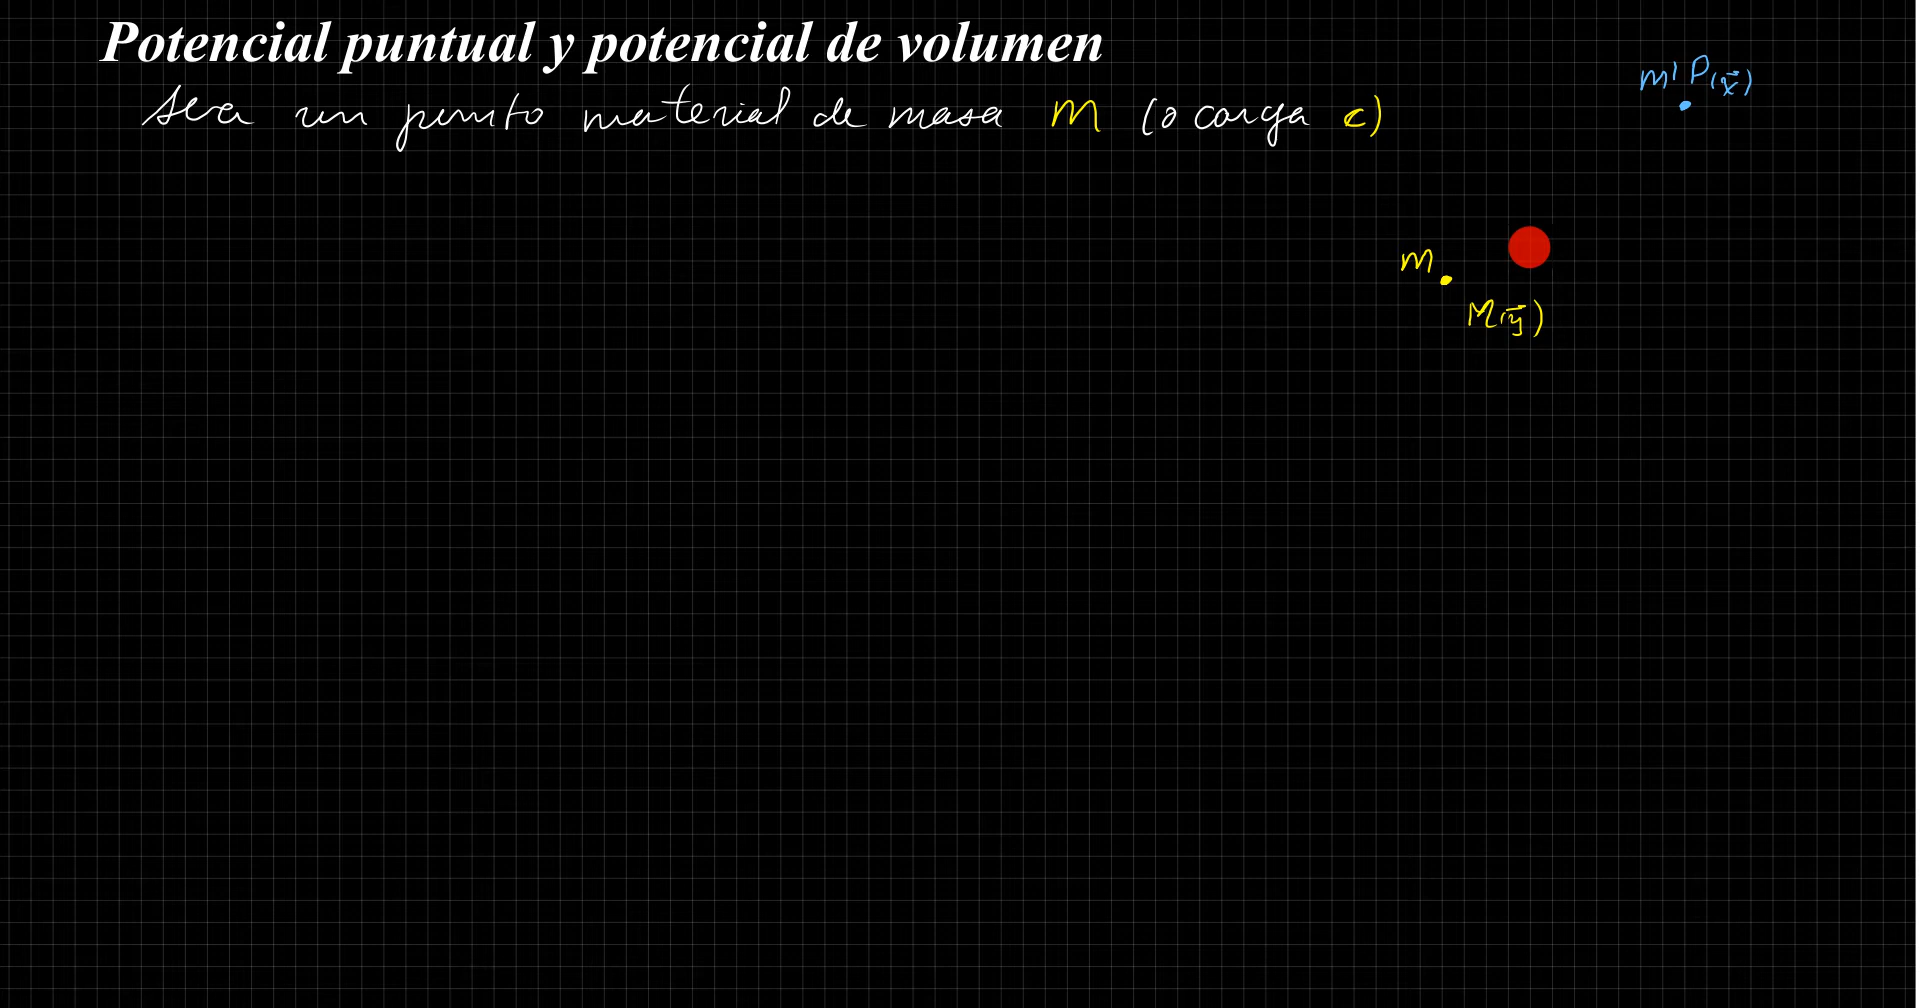 Potencial puntual y potencial de volumen
Sea un punto material de masa m (o carga c)
m' P(x⃗)
m
M(y⃗)